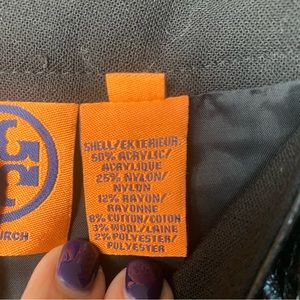 SHELL/EXTERIEUR
50% ACRYLIC/
ACRYLIQUE
25% NYLON/
NYLON
12% RAYON/
RAYONNE
8% COTTON/COTON
3% WOOL/LAINE
2% POLYESTER/
POLYESTER
URCH